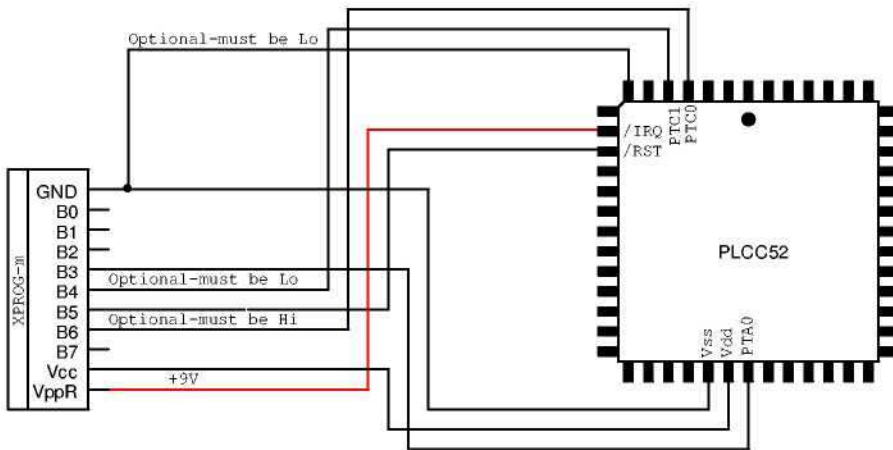 Optional-must be Lo
XPROG-m
GND
B0
B1
B2
B3
Optional-must be Lo
B4
B5
Optional-must be Hi
B6
B7
Vcc
+9V
VppR
/IRQ
/RST
PTC1
PTC0
PLCC52
Vss
Vdd
PTA0